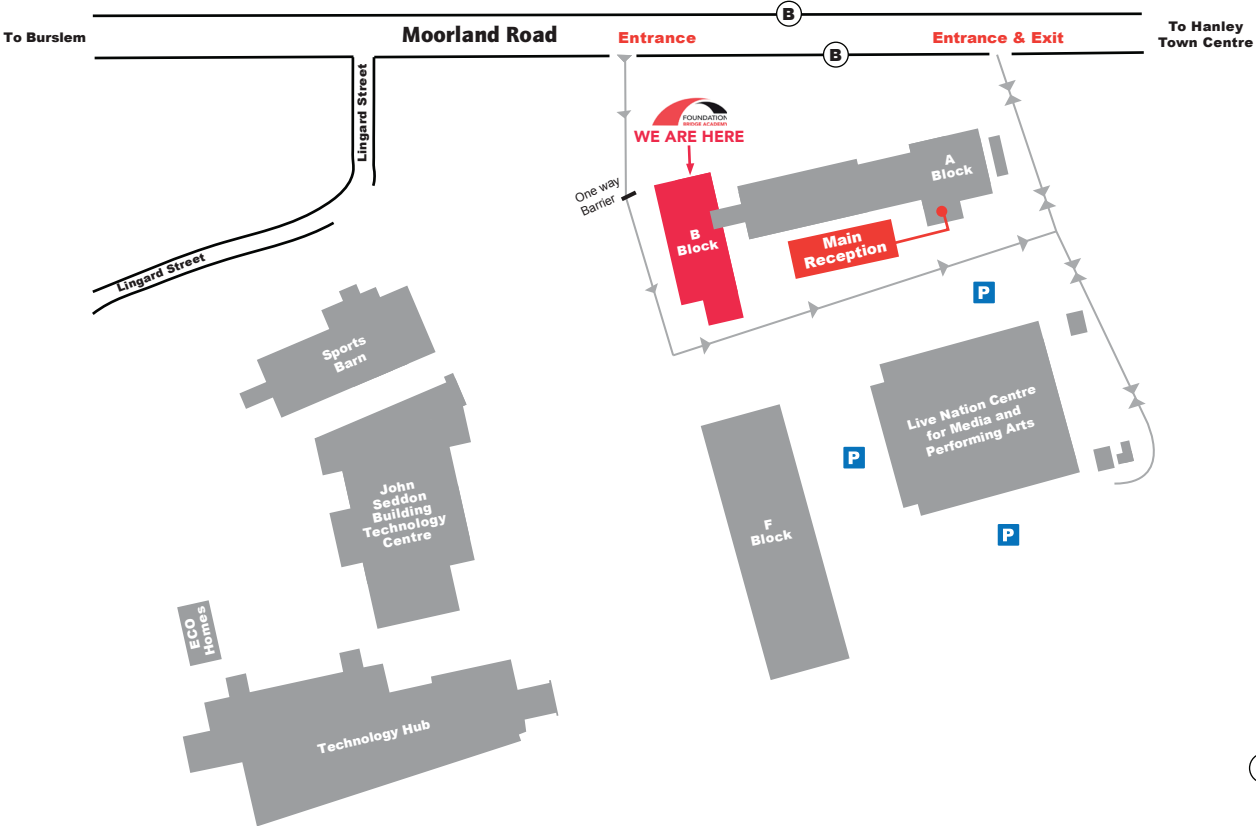 B
To Burslem
Moorland Road
Entrance
Entrance & Exit
To Hanley
Town Centre
B
Lingard Street
FOUNDATION
BRIDGE ACADEMY
WE ARE HERE
One way
Barrier
A
Block
B
Block
Main
Reception
Lingard Street
P
Sports
Barn
Live Nation Centre
for Media and
Performing Arts
P
John
Seddon
Building
Technology
Centre
F
Block
P
ECO
Homes
Technology Hub